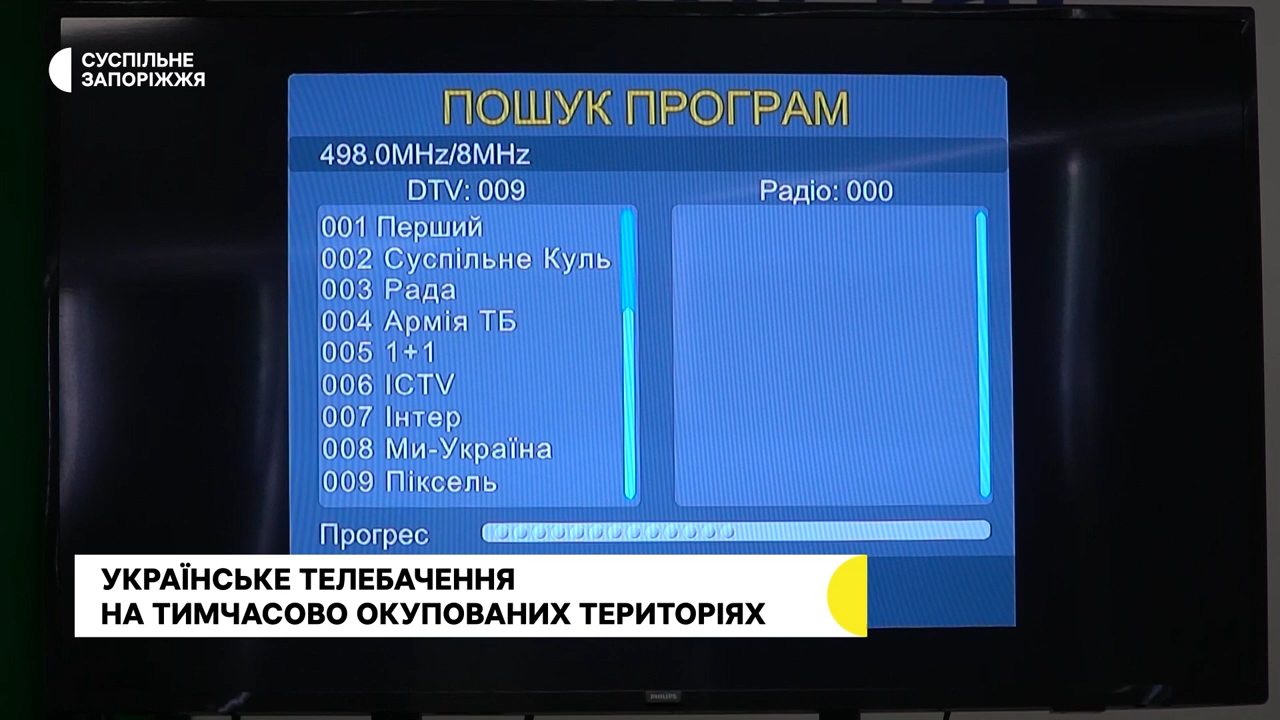 СУСПІЛЬНЕ
ЗАПОРІЖЖЯ
ПОШУК ПРОГРАМ
498.0MHz/8MHz
DTV: 009
Радіо: 000
001 Перший
002 Суспільне Куль
003 Рада
004 Армія ТБ
005 1+1
006 ICTV
007 Інтер
008 Ми-Україна
009 Піксель
Прогрес
УКРАЇНСЬКЕ ТЕЛЕБАЧЕННЯ
НА ТИМЧАСОВО ОКУПОВАНИХ ТЕРИТОРІЯХ
PHILIPS